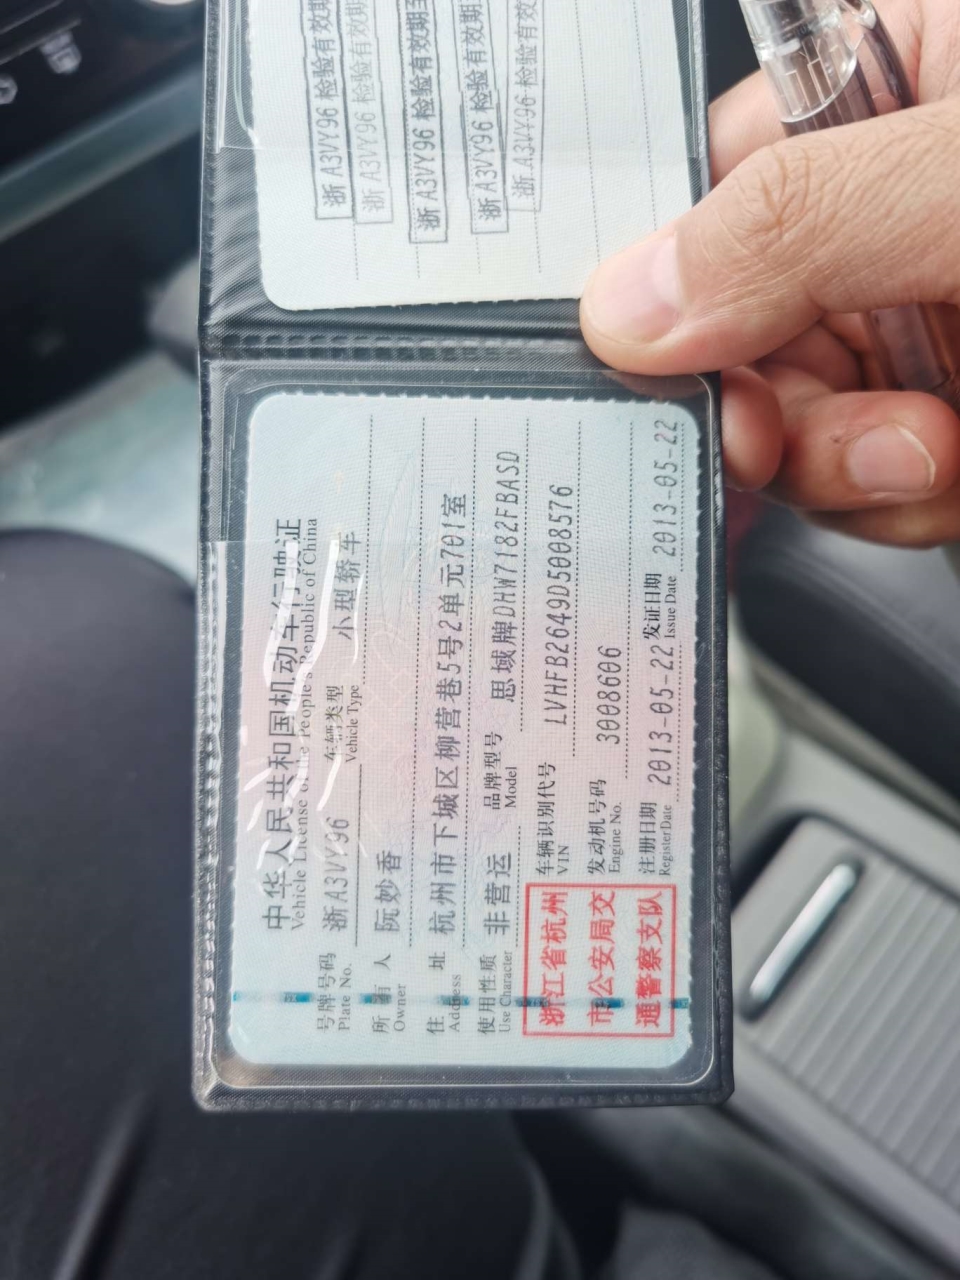 中华人民共和国机动车行驶证
Vehicle License of the People's Republic of China
号牌号码 浙A3VY96 车辆类型 小型轿车
Plate No. Vehicle Type
所有人 阮妙香
Owner
住址 杭州市下城区柳营巷5号2单元701室
Address
使用性质 非营运 品牌型号 思域牌DHW7182FBASD
Use Character Model
浙江省杭州
市公安局交
通警察支队
车辆识别代号 LVHFB2649D5008576
VIN
发动机号码 3008606
Engine No.
注册日期 2013-05-22 发证日期 2013-05-22
RegisterDate Issue Date
浙A3VY96 检验有效期
浙A3VY96 检验有效期
浙A3VY96 检验有效期至
浙A3VY96 检验有效期
浙A3VY96 检验有效期